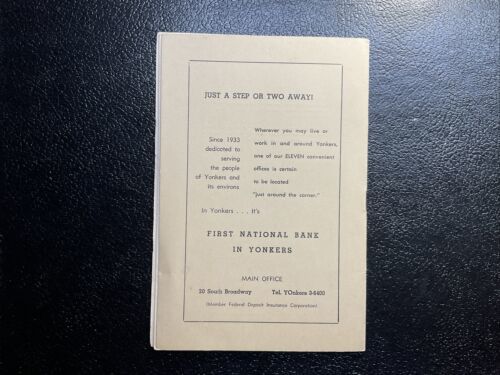 JUST A STEP OR TWO AWAY!
Since 1933
dedicated to
serving
the people
of Yonkers and
its environs
Wherever you may live or
work in and around Yonkers,
one of our ELEVEN convenient
offices is certain
to be located
"just around the corner."
In Yonkers . . . It's
FIRST NATIONAL BANK
IN YONKERS
MAIN OFFICE
20 South Broadway Tel. YOnkers 3-6400
(Member Federal Deposit Insurance Corporation)